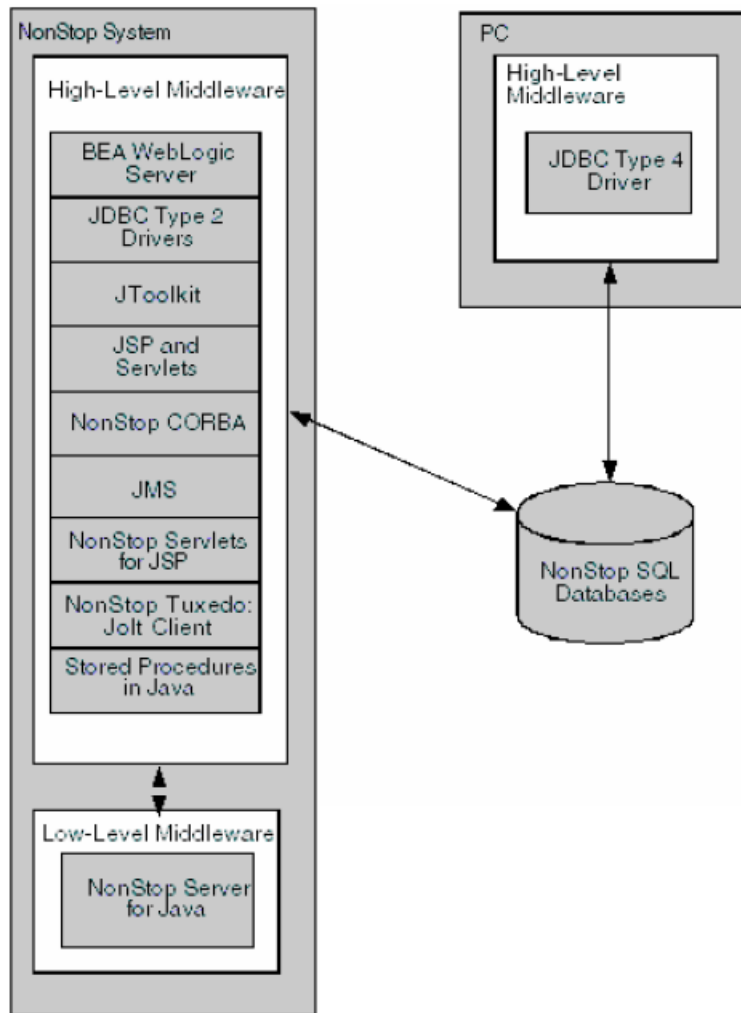 NonStop System
High-Level Middleware
BEA WebLogic
Server
JDBC Type 2
Drivers
JToolkit
JSP and
Servlets
NonStop CORBA
JMS
NonStop Servlets
for JSP
NonStop Tuxedo:
Jolt Client
Stored Procedures
in Java
Low-Level Middleware
NonStop Server
for Java
PC
High-Level
Middleware
JDBC Type 4
Driver
NonStop SQL
Databases